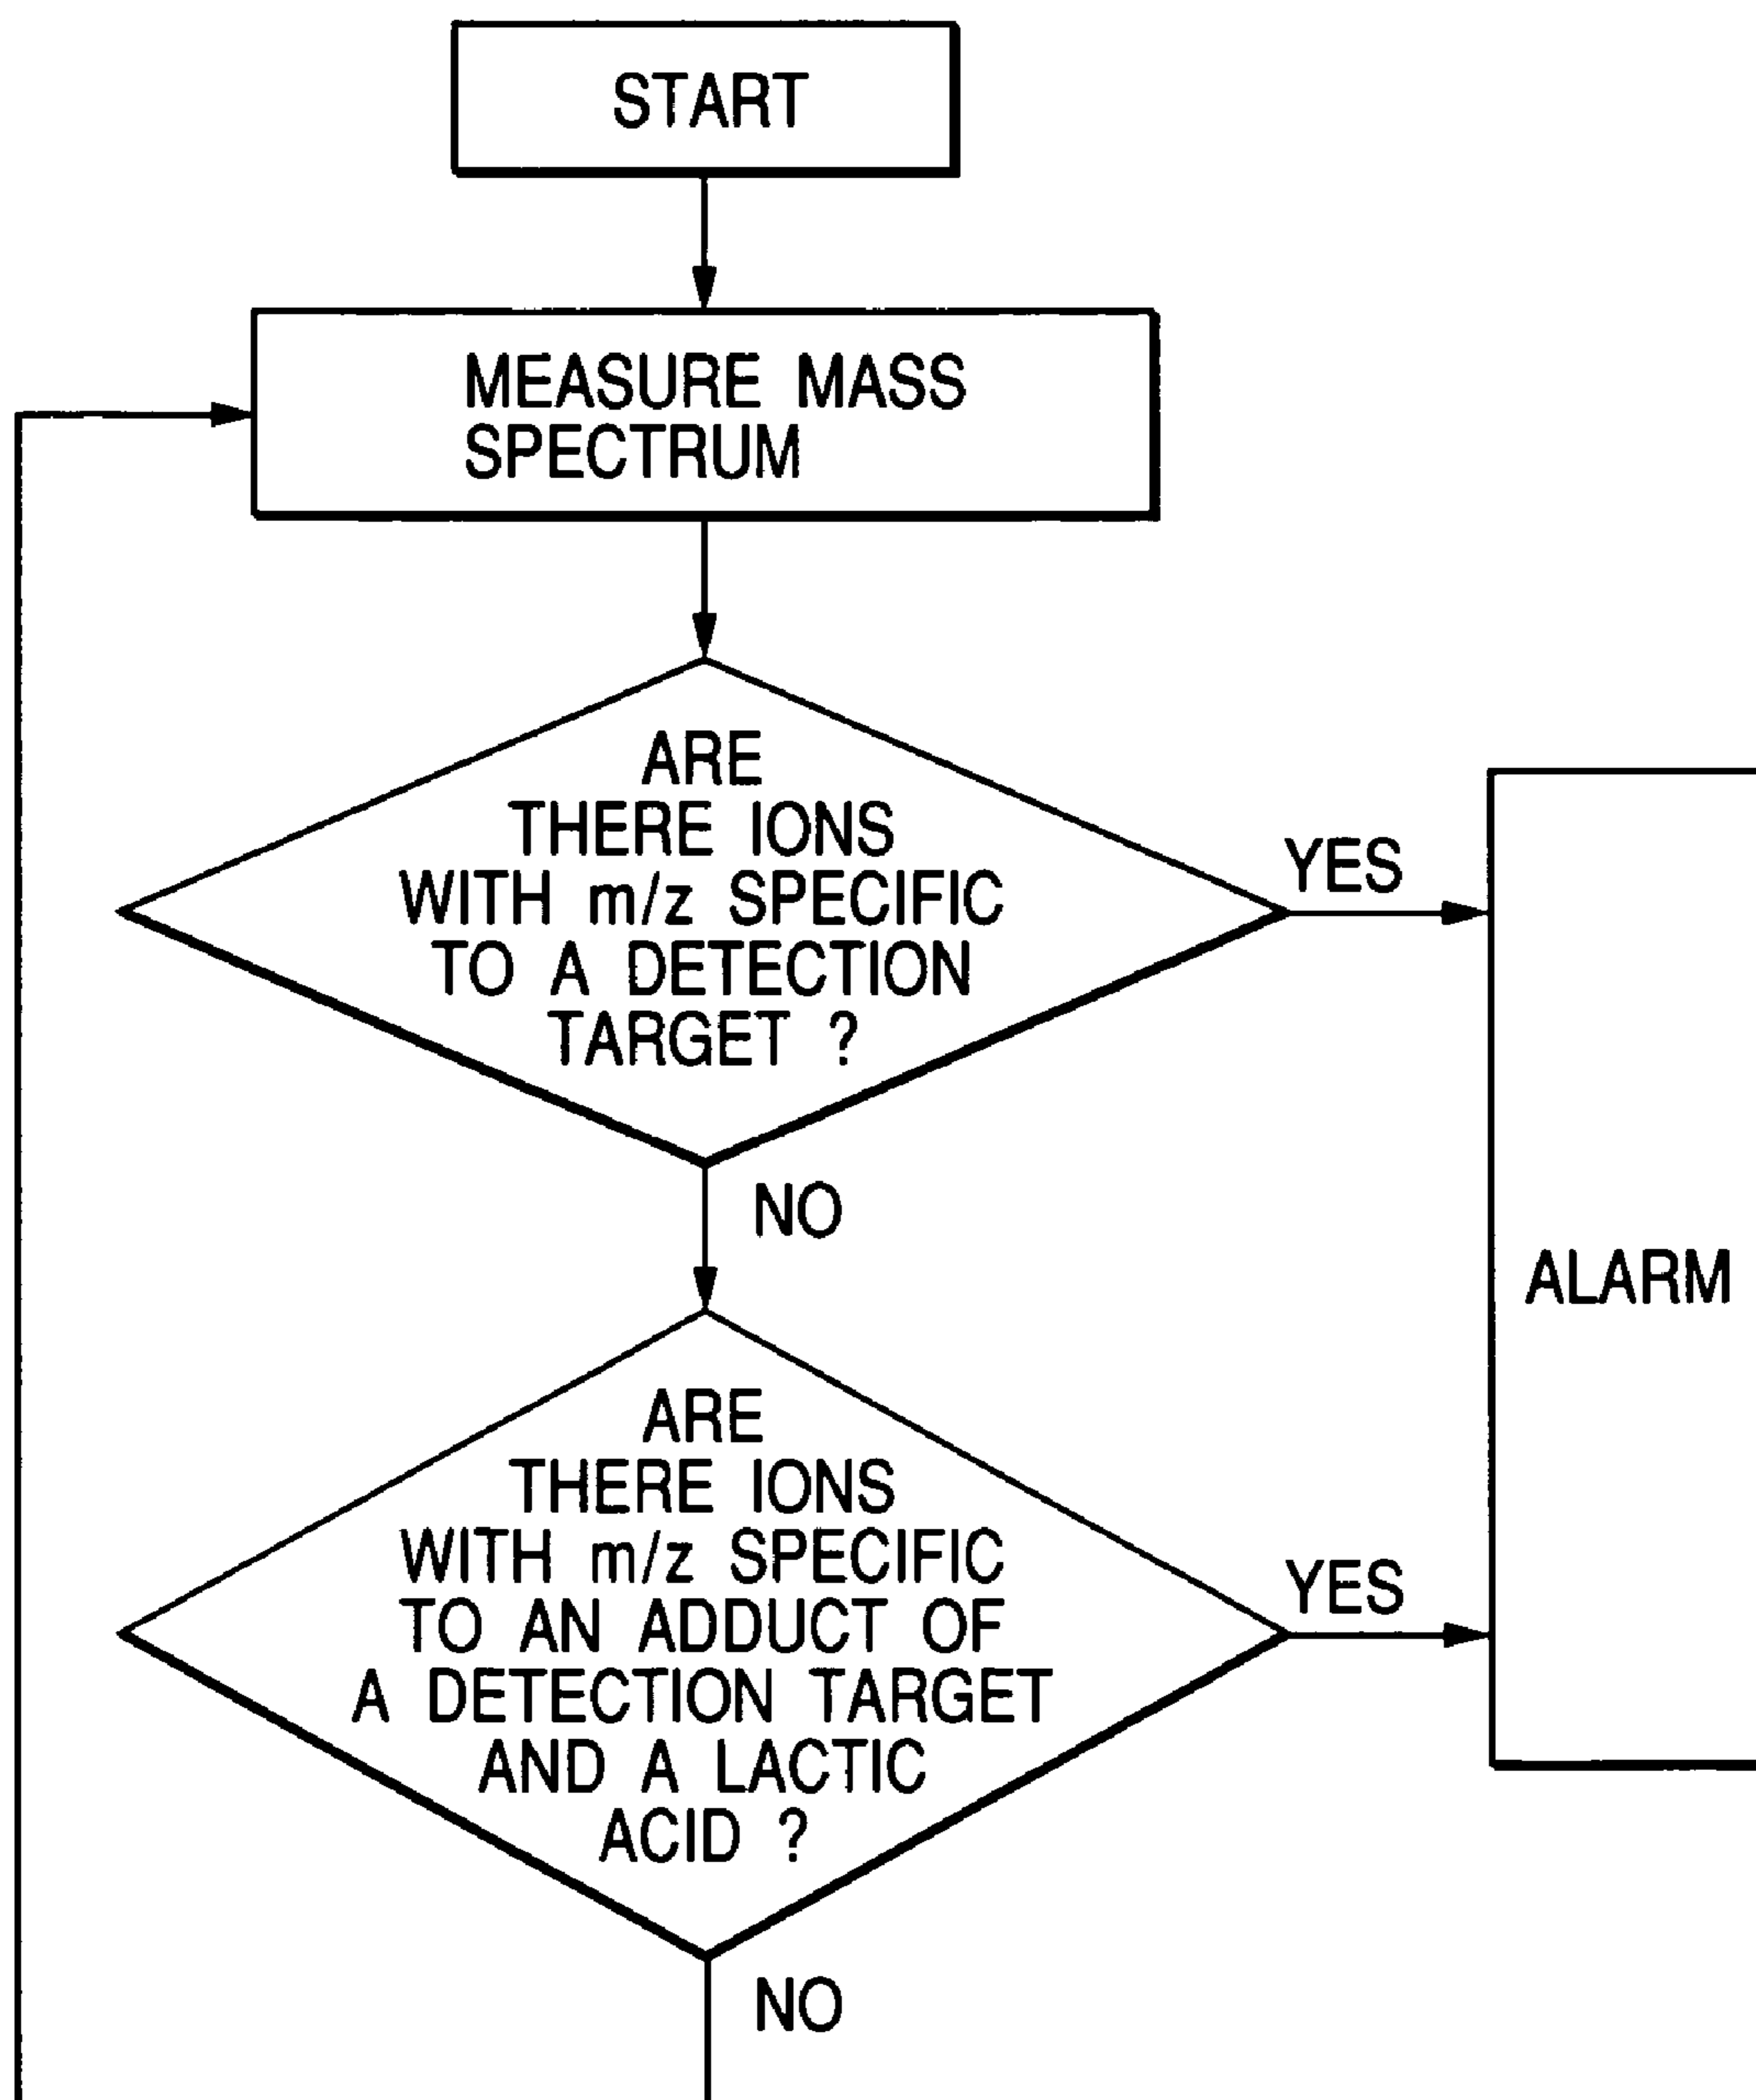 START
MEASURE MASS
SPECTRUM
ARE
THERE IONS
WITH m/z SPECIFIC
TO A DETECTION
TARGET ?
YES
NO
ALARM
ARE
THERE IONS
WITH m/z SPECIFIC
TO AN ADDUCT OF
A DETECTION TARGET
AND A LACTIC
ACID ?
YES
NO